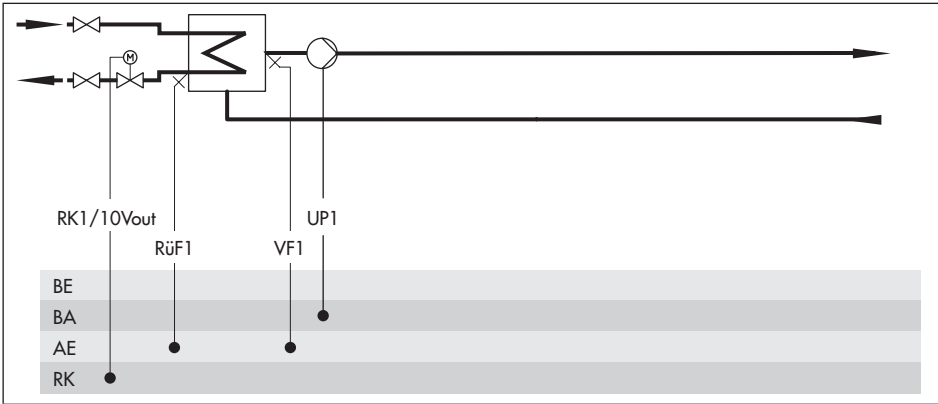 M
RK1/10Vout
UP1
RüF1
VF1
BE
BA
AE
RK